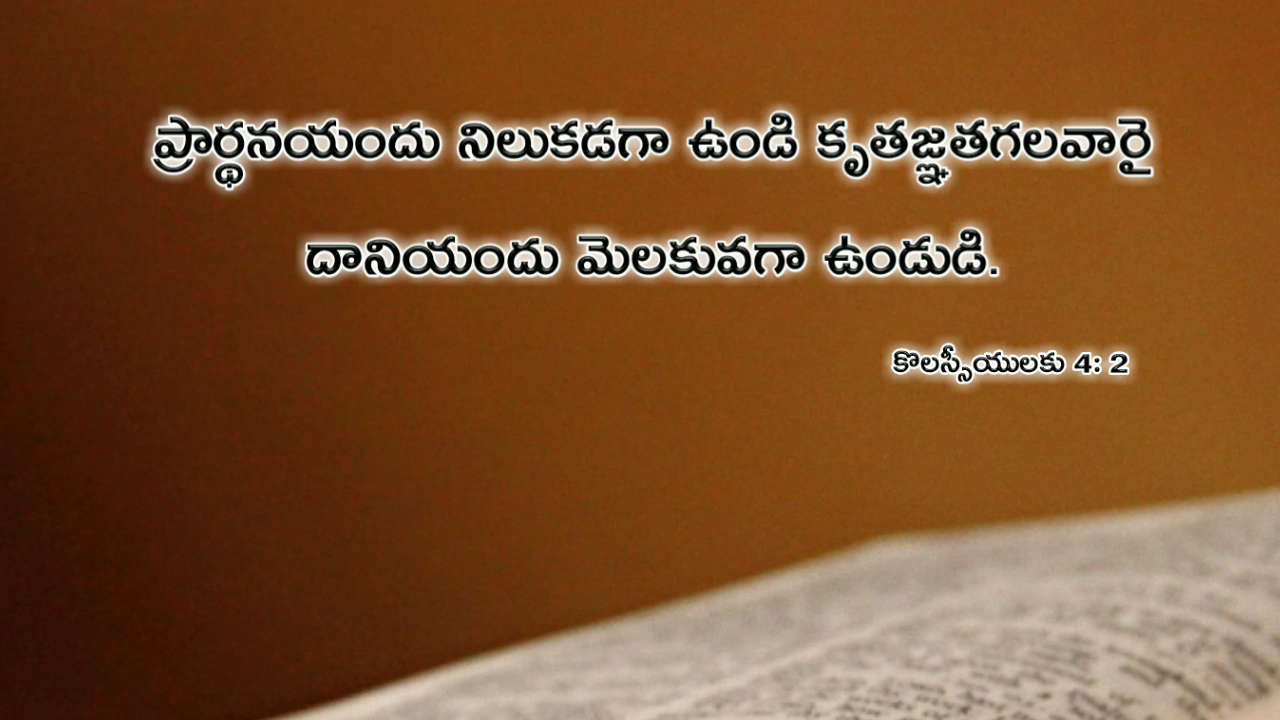 ప్రార్థనయందు నిలుకడగా ఉండి కృతజ్ఞతగలవారై
దానియందు మెలకువగా ఉండుడి.
కొలస్సీయులకు 4: 2